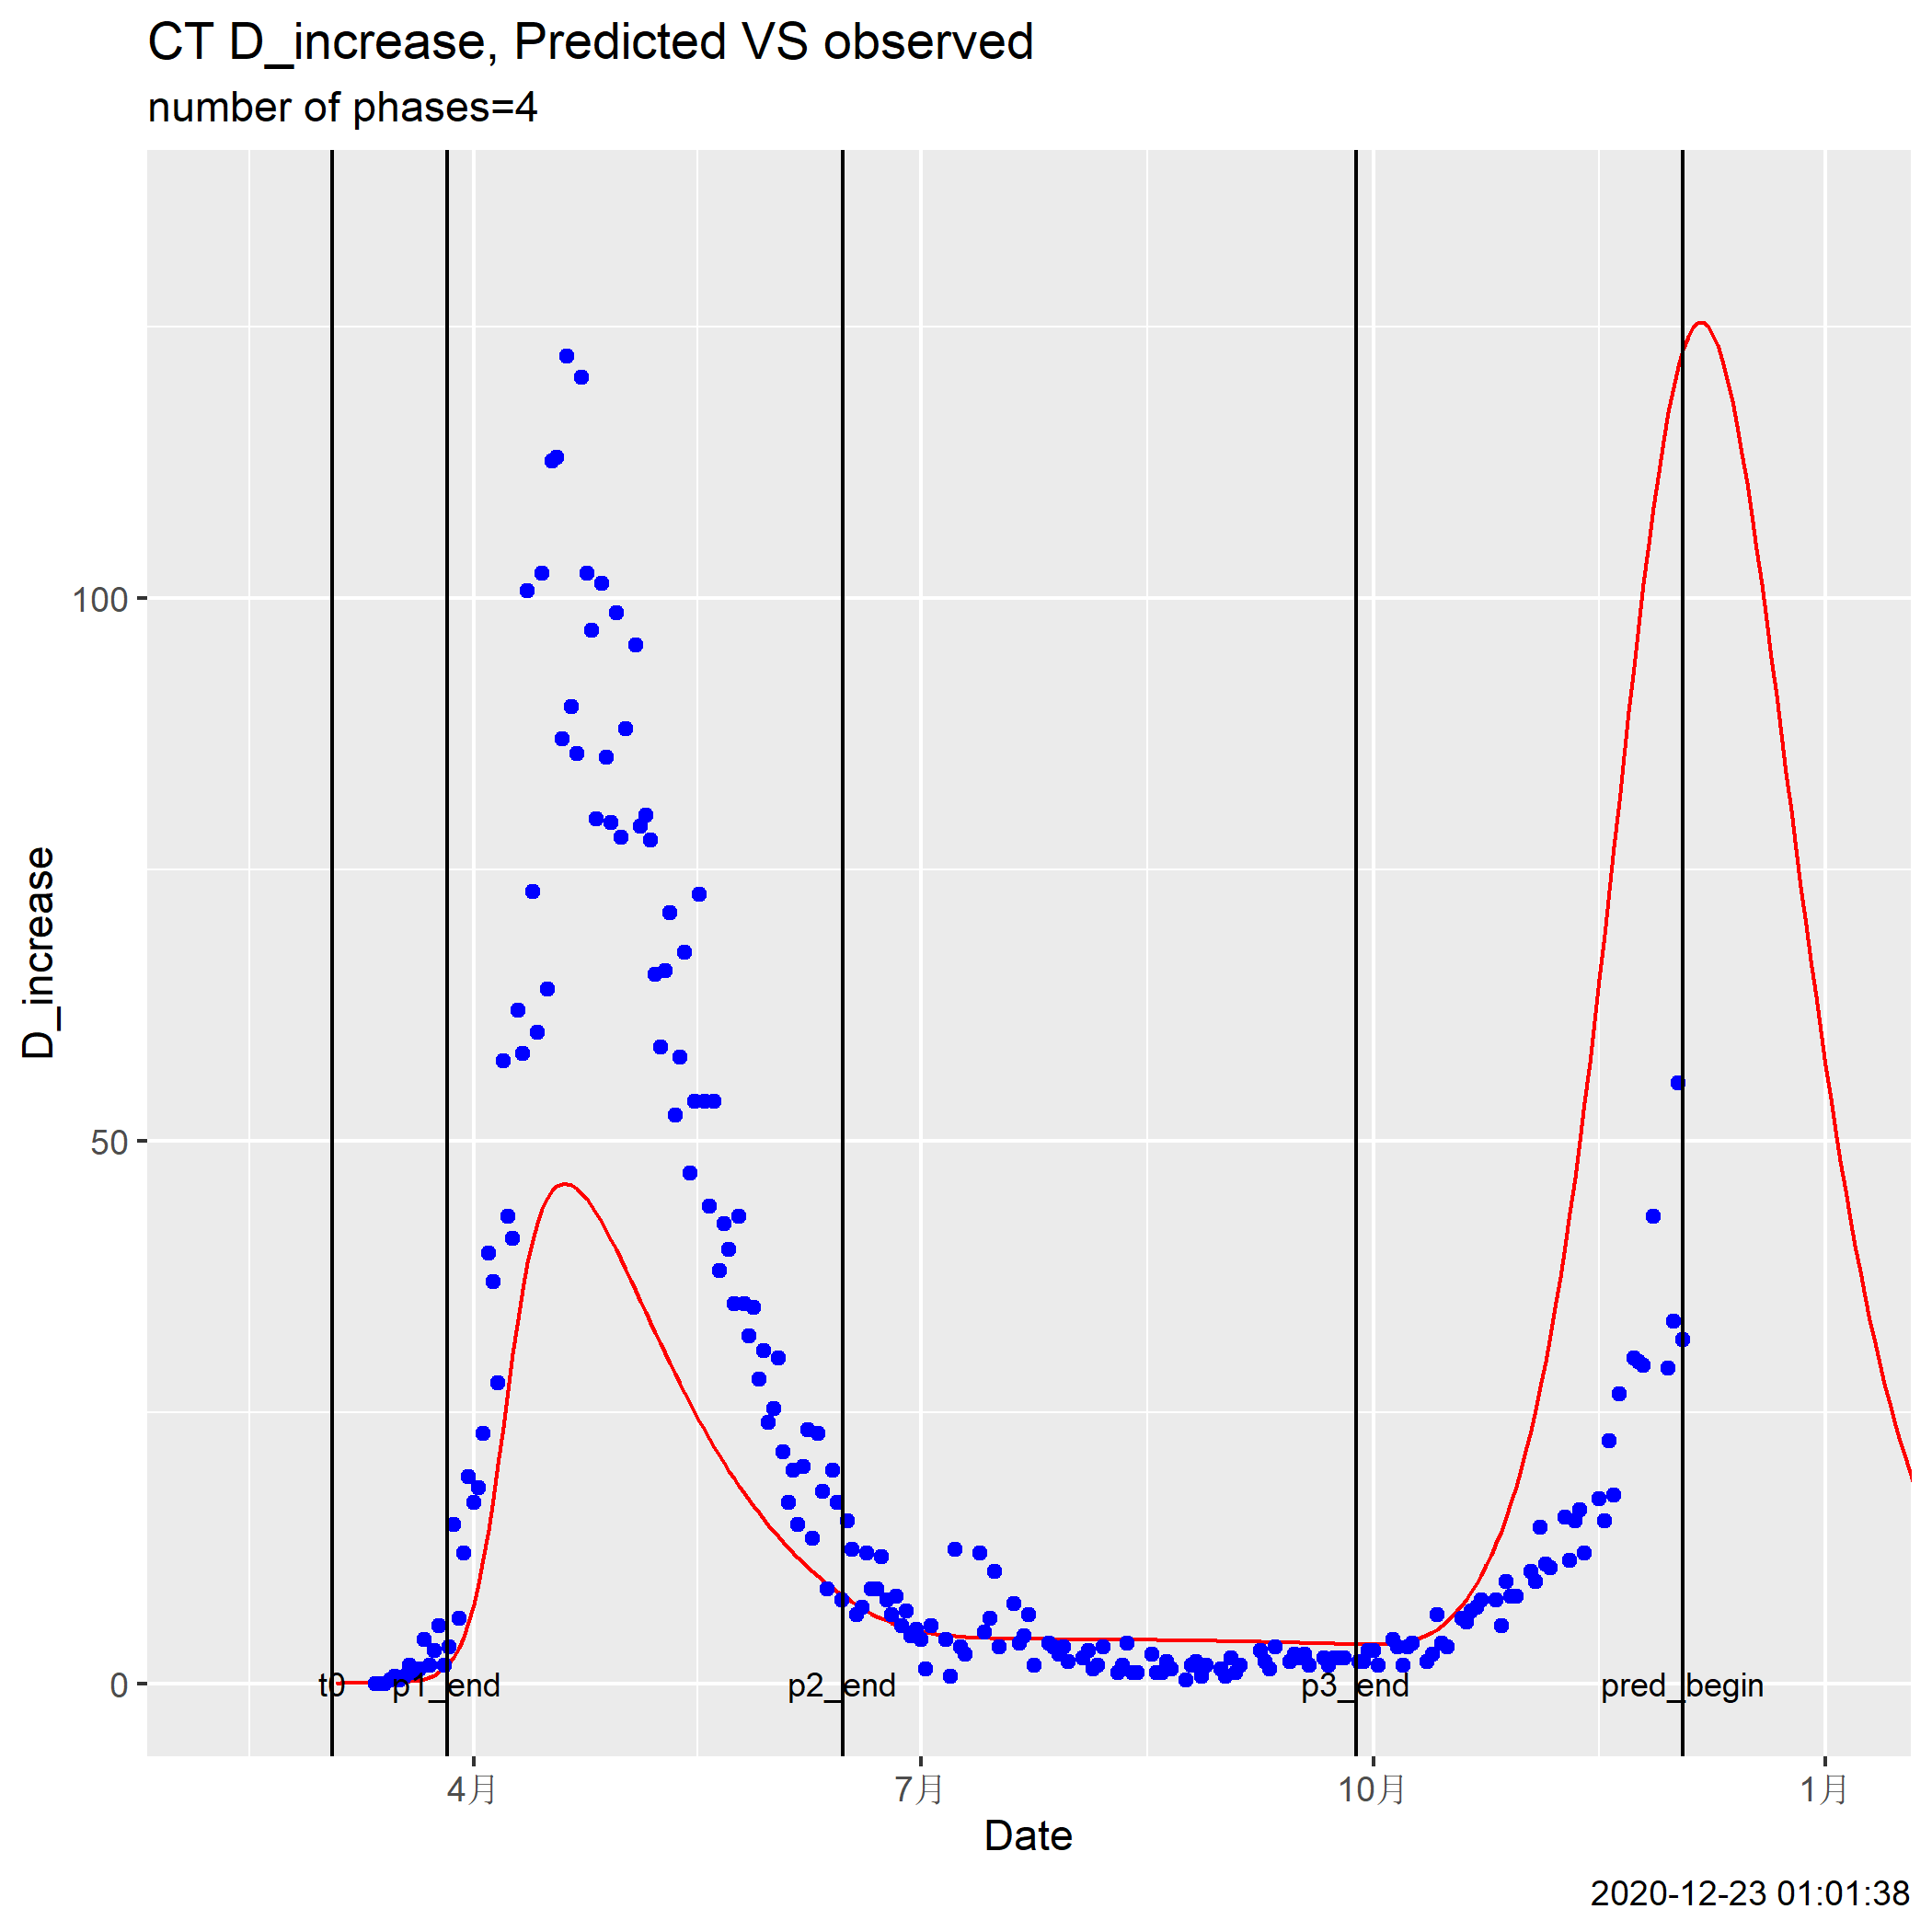 CT D_increase, Predicted VS observed
number of phases=4
D_increase
100
50
0
t0
p1_end
p2_end
p3_end
pred_begin
4月
7月
10月
1月
Date
2020-12-23 01:01:38